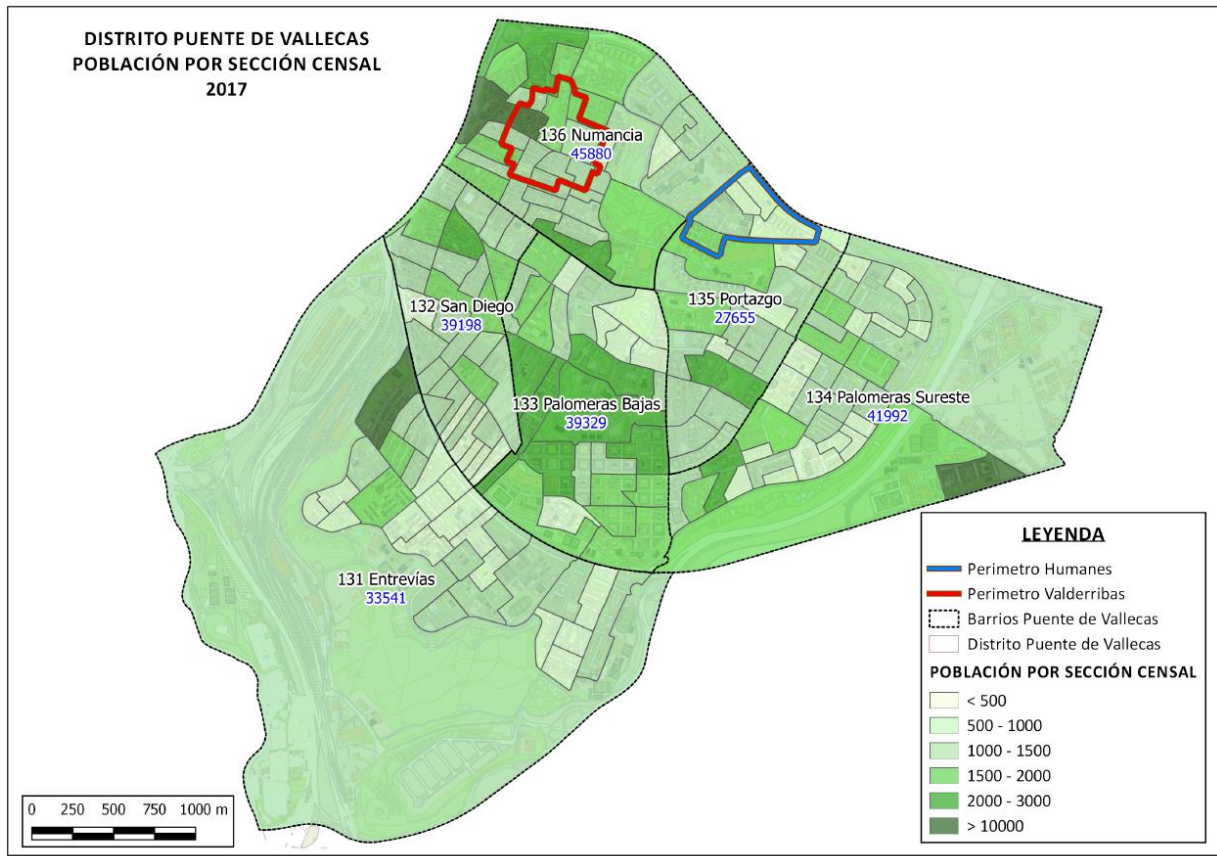 DISTRITO PUENTE DE VALLECAS
POBLACIÓN POR SECCIÓN CENSAL
2017
136 Numancia
45880
132 San Diego
39198
135 Portazgo
27655
133 Palomeras Bajas
39329
134 Palomeras Sureste
41992
131 Entrevías
33541
LEYENDA
Perimetro Humanes
Perimetro Valderribas
Barrios Puente de Vallecas
Distrito Puente de Vallecas
POBLACIÓN POR SECCIÓN CENSAL
< 500
500 - 1000
1000 - 1500
1500 - 2000
2000 - 3000
> 10000
0 250 500 750 1000 m